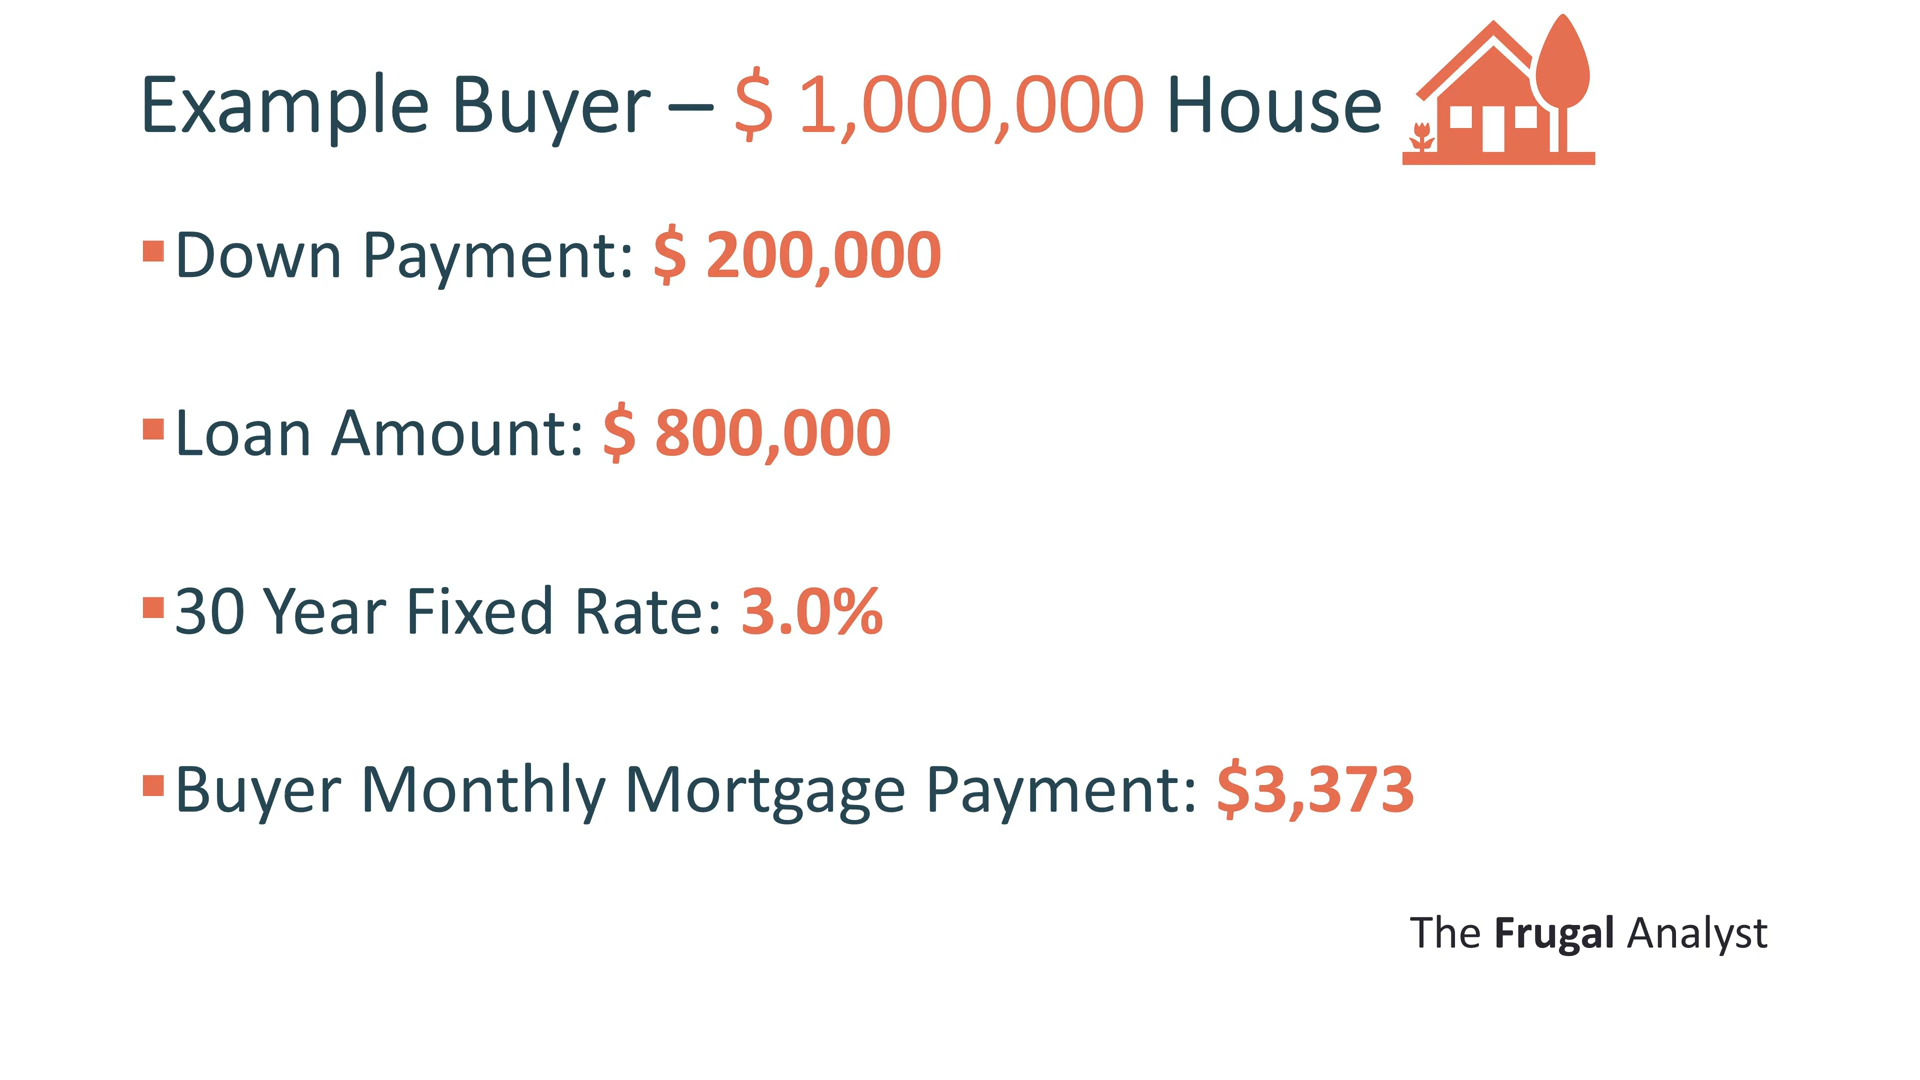 Example Buyer – $ 1,000,000 House
▪Down Payment: $ 200,000
▪Loan Amount: $ 800,000
▪30 Year Fixed Rate: 3.0%
▪Buyer Monthly Mortgage Payment: $3,373
The Frugal Analyst